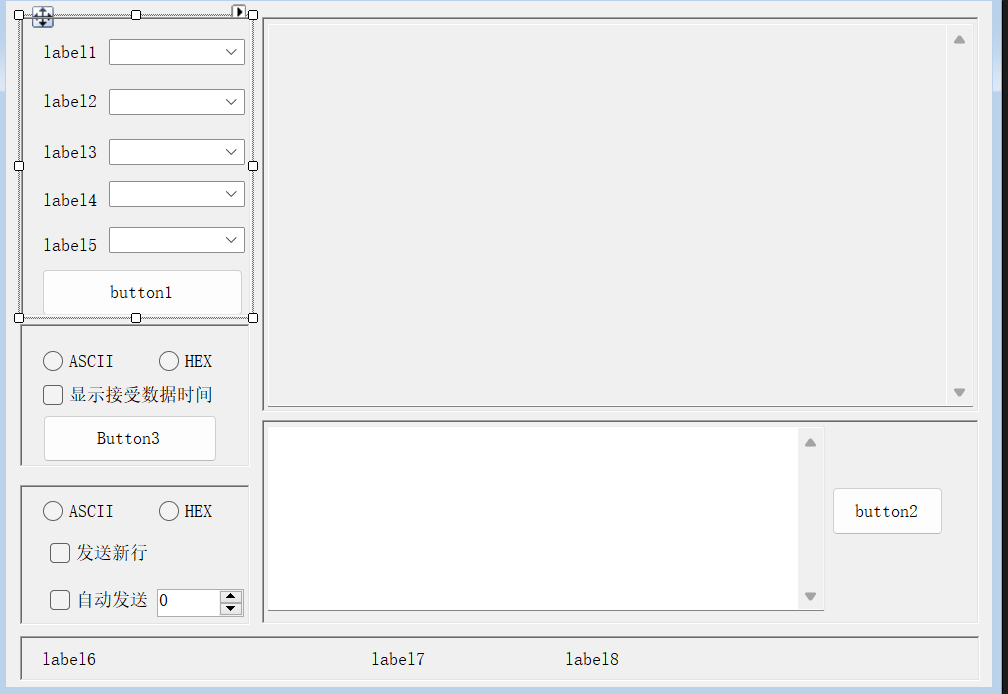 label1
label2
label3
label4
label5
button1
ASCII HEX
显示接受数据时间
Button3
ASCII HEX
发送新行
自动发送 0
button2
label6 label7 label8